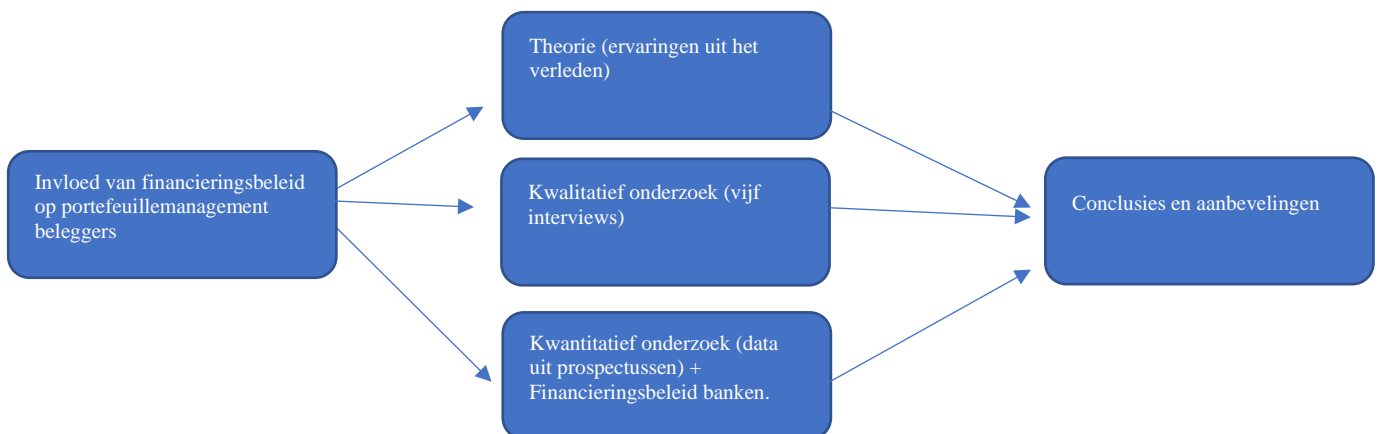 Theorie (ervaringen uit het
verleden)
Invloed van financieringsbeleid
op portefeuillemanagement
beleggers
Kwalitatief onderzoek (vijf
interviews)
Conclusies en aanbevelingen
Kwantitatief onderzoek (data
uit prospectussen) +
Financieringsbeleid banken.